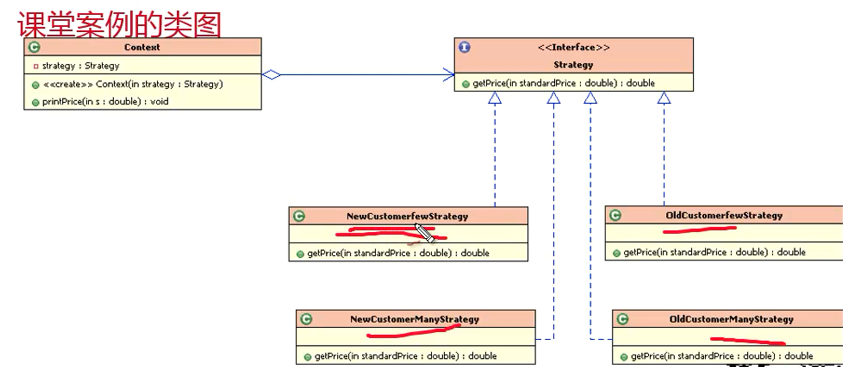 课堂案例的类图
Context
strategy : Strategy
<<create>> Context(in strategy : Strategy)
printPrice(in s : double) : void
<<Interface>>
Strategy
getPrice(in standardPrice : double) : double
NewCustomerfewStrategy
getPrice(in standardPrice : double) : double
OldCustomerfewStrategy
getPrice(in standardPrice : double) : double
NewCustomerManyStrategy
getPrice(in standardPrice : double) : double
OldCustomerManyStrategy
getPrice(in standardPrice : double) : double